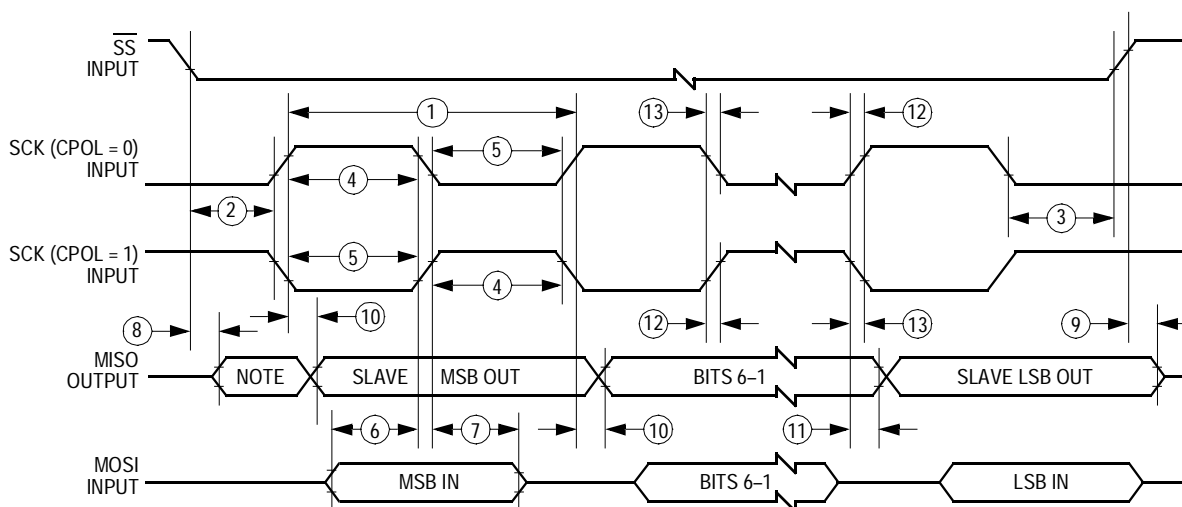 SS
INPUT
1
13
12
SCK (CPOL = 0)
INPUT
5
4
2
3
SCK (CPOL = 1)
INPUT
5
4
8
10
12
13
9
MISO
OUTPUT
NOTE
SLAVE
MSB OUT
BITS 6–1
SLAVE LSB OUT
6
7
10
11
MOSI
INPUT
MSB IN
BITS 6–1
LSB IN